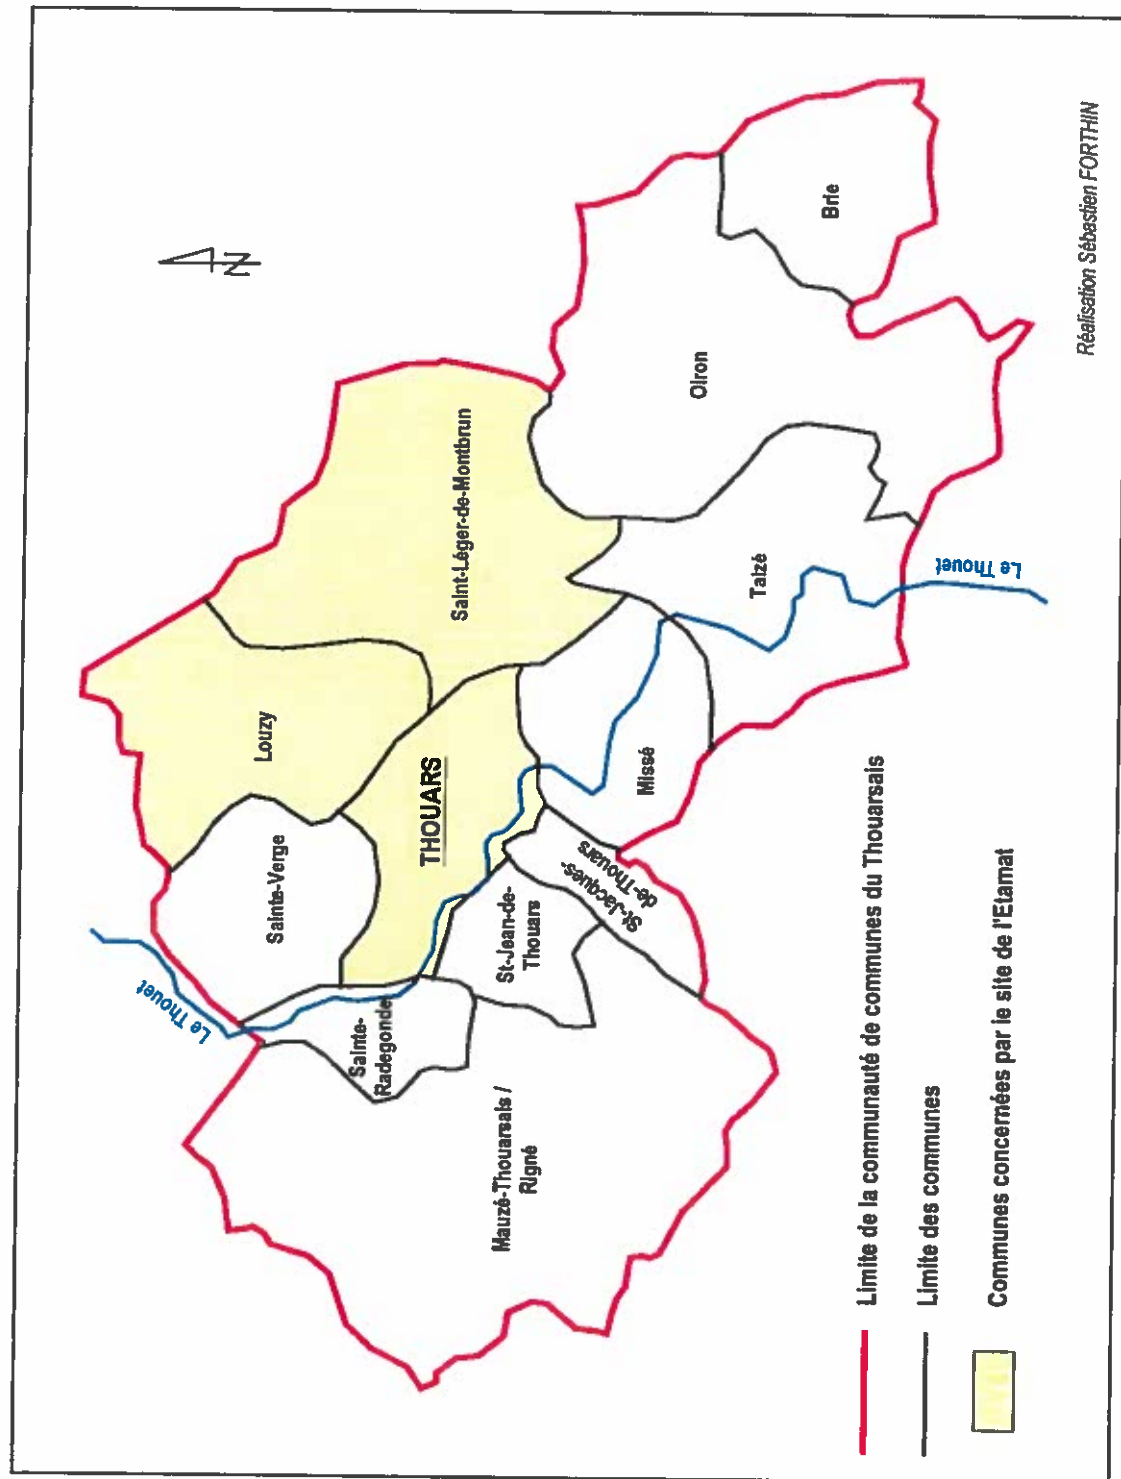 N
Le Thouet
Sainte-Verge
Louzy
Saint-Léger-de-Montbrun
THOUARS
Sainte-
Radegonde
St-Jean-de-
Thouars
St-Jacques-
de-Thouars
Missé
Mauzé-Thouarsais /
Rigné
Taizé
Oiron
Brie
Le Thouet
Limite de la communauté de communes du Thouarsais
Limite des communes
Communes concernées par le site de l'Etamat
Réalisation Sébastien FORTHIN